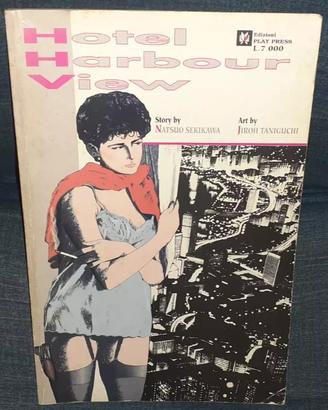 Hotel
Harbour
View
Edizioni
PLAY PRESS
L. 7.000
Story by
NATSUO SEKIKAWA
Art by
JIROH TANIGUCHI